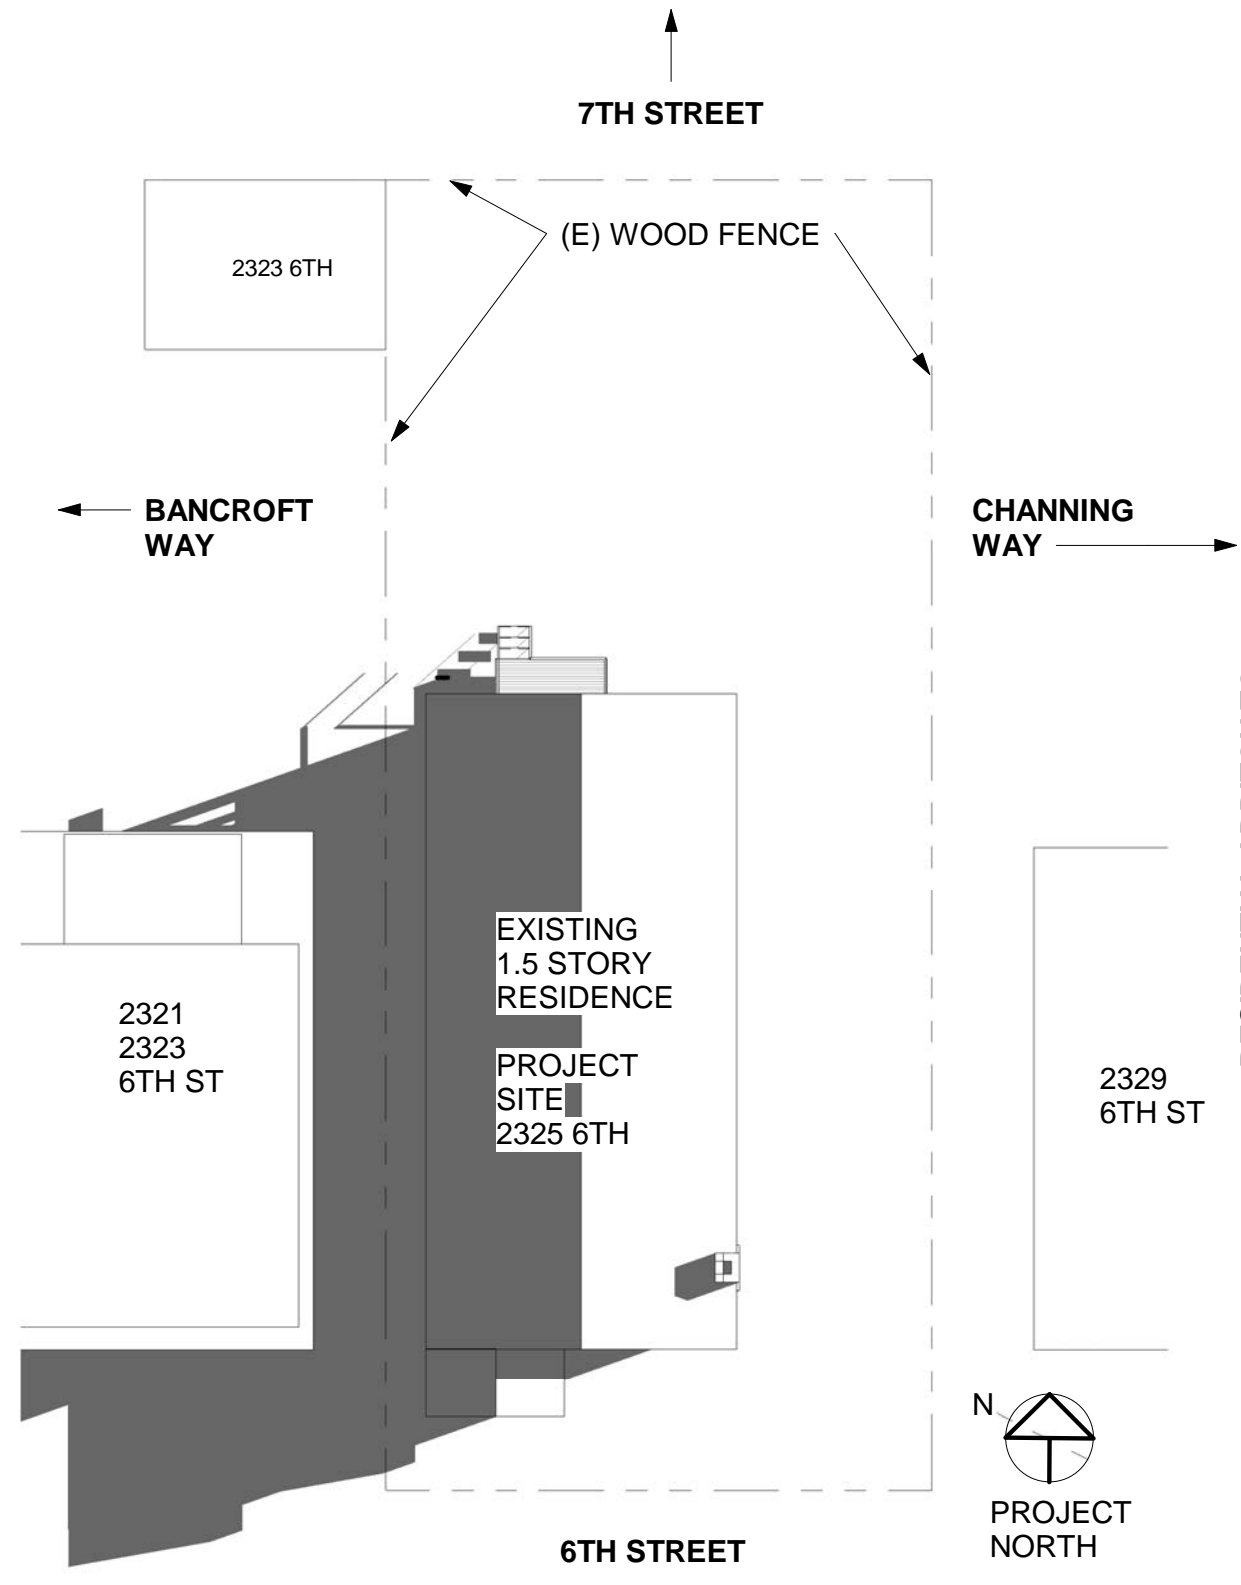 7TH STREET
(E) WOOD FENCE
2323 6TH
BANCROFT
WAY
CHANNING
WAY
EXISTING
1.5 STORY
RESIDENCE
PROJECT
SITE
2325 6TH
2321
2323
6TH ST
2329
6TH ST
N
PROJECT
NORTH
6TH STREET